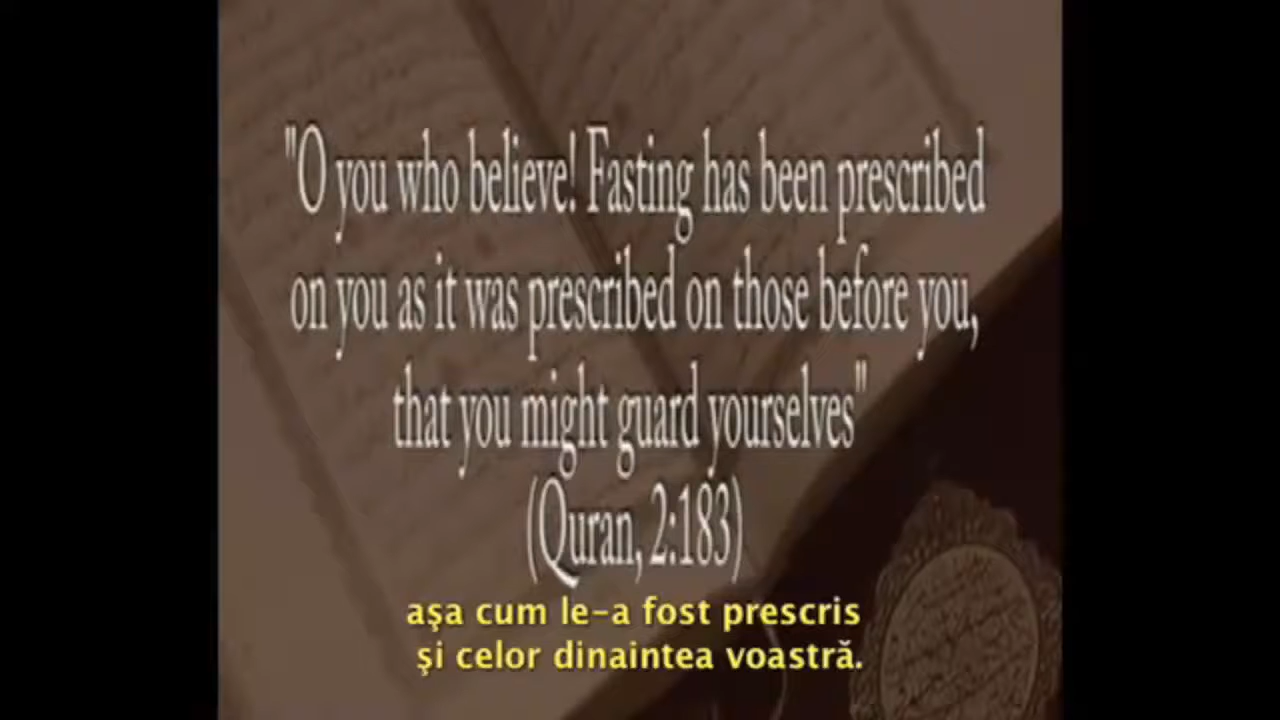 "O you who believe! Fasting has been prescribed
on you as it was prescribed on those before you,
that you might guard yourselves"
(Quran, 2:183)
aşa cum le-a fost prescris
şi celor dinaintea voastră.